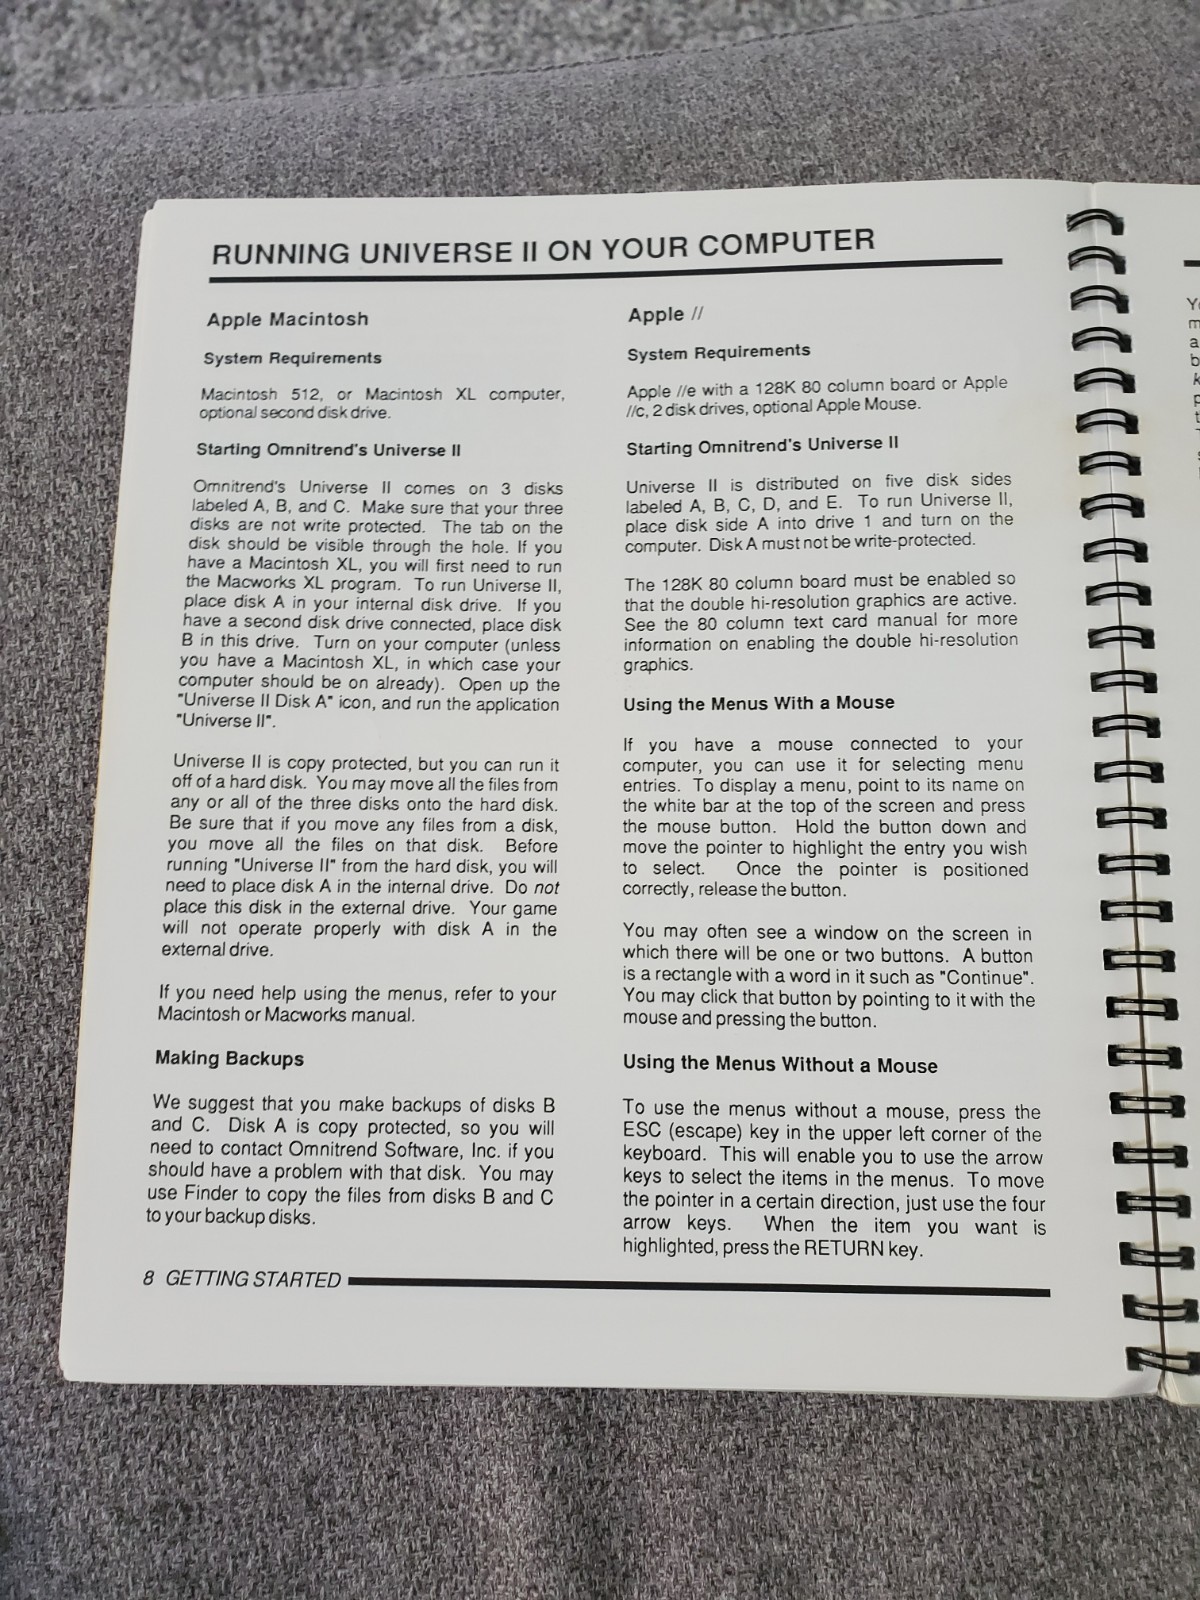 RUNNING UNIVERSE II ON YOUR COMPUTER
Apple Macintosh
System Requirements
Macintosh 512, or Macintosh XL computer,
optional second disk drive.
Starting Omnitrend's Universe II
Omnitrend's Universe II comes on 3 disks
labeled A, B, and C. Make sure that your three
disks are not write protected. The tab on the
disk should be visible through the hole. If you
have a Macintosh XL, you will first need to run
the Macworks XL program. To run Universe II,
place disk A in your internal disk drive. If you
have a second disk drive connected, place disk
B in this drive. Turn on your computer (unless
you have a Macintosh XL, in which case your
computer should be on already). Open up the
"Universe II Disk A" icon, and run the application
"Universe II".
Universe II is copy protected, but you can run it
off of a hard disk. You may move all the files from
any or all of the three disks onto the hard disk.
Be sure that if you move any files from a disk,
you move all the files on that disk. Before
running "Universe II" from the hard disk, you will
need to place disk A in the internal drive. Do not
place this disk in the external drive. Your game
will not operate properly with disk A in the
external drive.
If you need help using the menus, refer to your
Macintosh or Macworks manual.
Making Backups
We suggest that you make backups of disks B
and C. Disk A is copy protected, so you will
need to contact Omnitrend Software, Inc. if you
should have a problem with that disk. You may
use Finder to copy the files from disks B and C
to your backup disks.
Apple //
System Requirements
Apple //e with a 128K 80 column board or Apple
//c, 2 disk drives, optional Apple Mouse.
Starting Omnitrend's Universe II
Universe II is distributed on five disk sides
labeled A, B, C, D, and E. To run Universe II,
place disk side A into drive 1 and turn on the
computer. Disk A must not be write-protected.
The 128K 80 column board must be enabled so
that the double hi-resolution graphics are active.
See the 80 column text card manual for more
information on enabling the double hi-resolution
graphics.
Using the Menus With a Mouse
If you have a mouse connected to your
computer, you can use it for selecting menu
entries. To display a menu, point to its name on
the white bar at the top of the screen and press
the mouse button. Hold the button down and
move the pointer to highlight the entry you wish
to select. Once the pointer is positioned
correctly, release the button.
You may often see a window on the screen in
which there will be one or two buttons. A button
is a rectangle with a word in it such as "Continue".
You may click that button by pointing to it with the
mouse and pressing the button.
Using the Menus Without a Mouse
To use the menus without a mouse, press the
ESC (escape) key in the upper left corner of the
keyboard. This will enable you to use the arrow
keys to select the items in the menus. To move
the pointer in a certain direction, just use the four
arrow keys. When the item you want is
highlighted, press the RETURN key.
8 GETTING STARTED